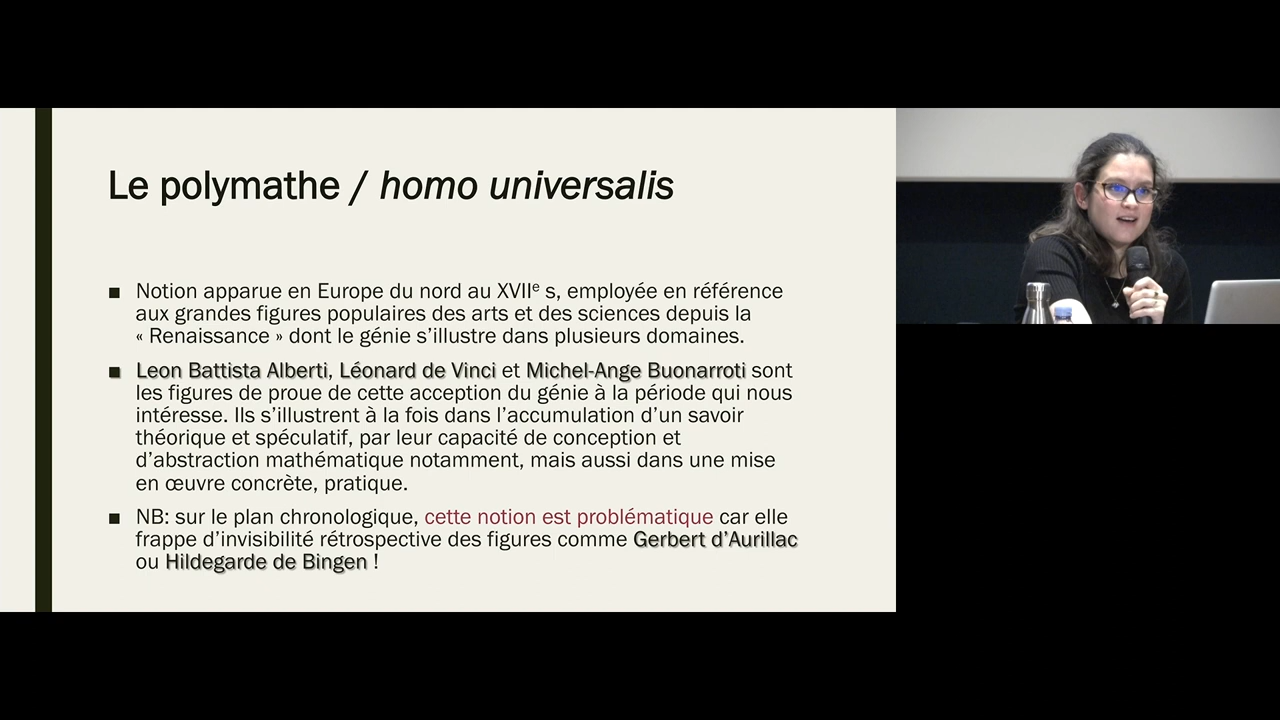 Le polymathe / homo universalis
■ Notion apparue en Europe du nord au XVIIe s, employée en référence
aux grandes figures populaires des arts et des sciences depuis la
« Renaissance » dont le génie s’illustre dans plusieurs domaines.
■ Leon Battista Alberti, Léonard de Vinci et Michel-Ange Buonarroti sont
les figures de proue de cette acception du génie à la période qui nous
intéresse. Ils s’illustrent à la fois dans l’accumulation d’un savoir
théorique et spéculatif, par leur capacité de conception et
d’abstraction mathématique notamment, mais aussi dans une mise
en œuvre concrète, pratique.
■ NB: sur le plan chronologique, cette notion est problématique car elle
frappe d’invisibilité rétrospective des figures comme Gerbert d’Aurillac
ou Hildegarde de Bingen !